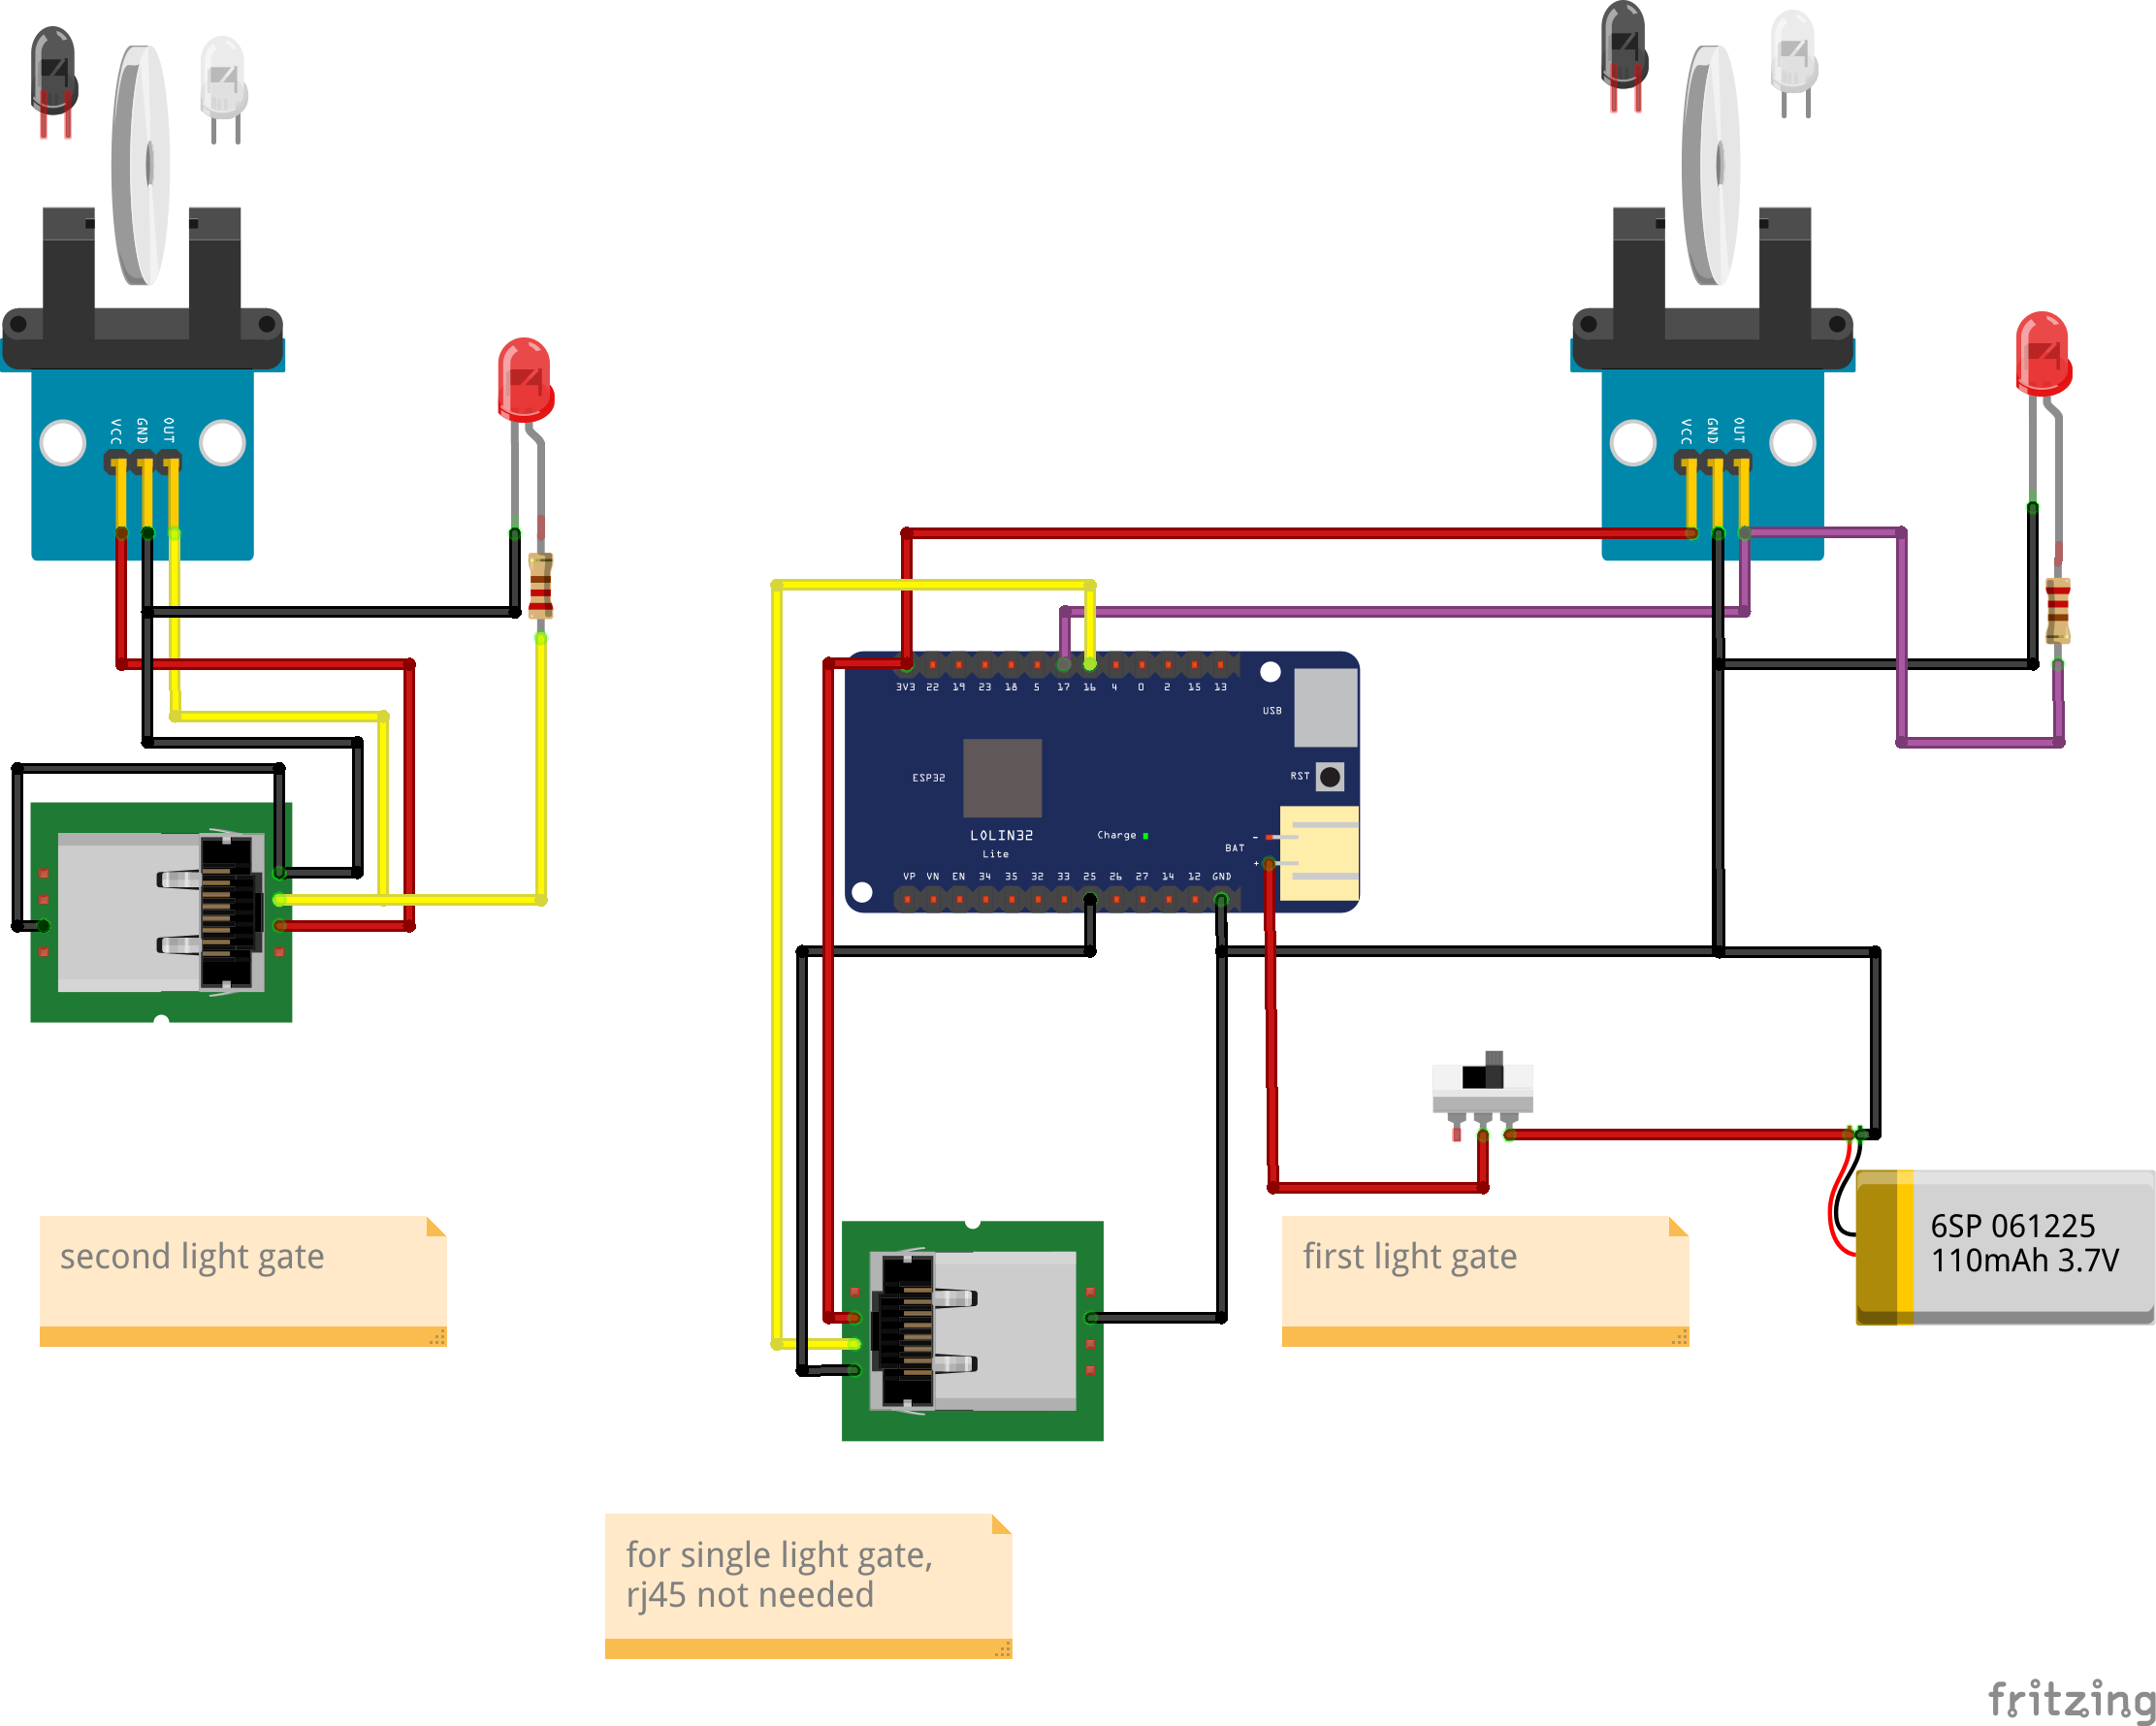 VCC
GND
OUT
VCC
GND
OUT
3V3 22 19 23 18 5 17 16 4 0 2 15 13
USB
RST
ESP32
LOLIN32
Lite
Charge
-
BAT
+
VP VN EN 34 35 32 33 25 26 27 14 12 GND
second light gate
first light gate
6SP 061225
110mAh 3.7V
for single light gate,
rj45 not needed
fritzing